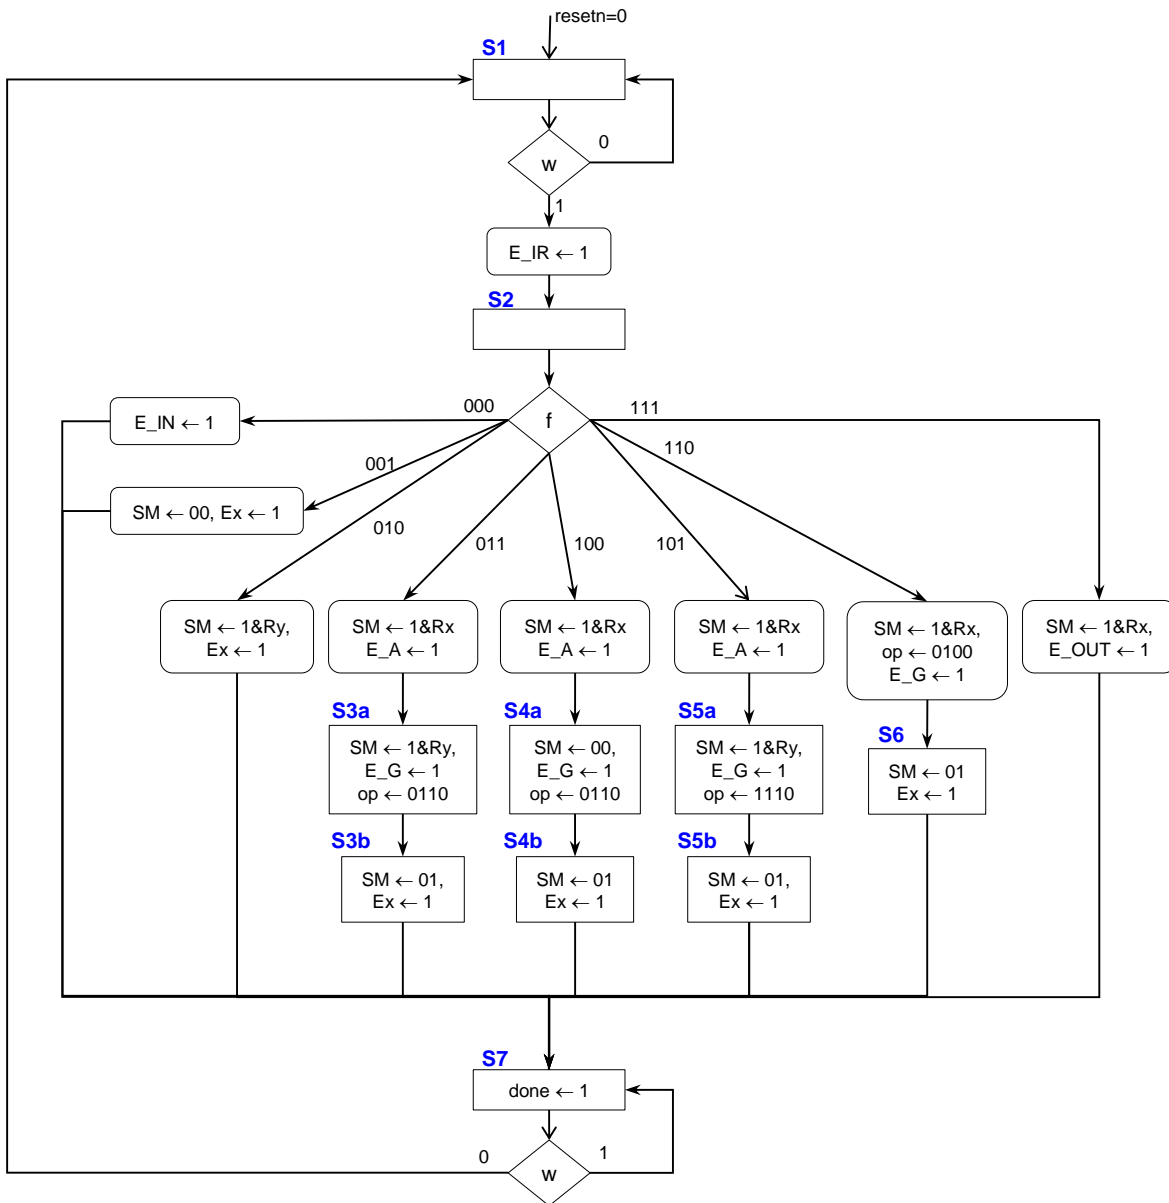 resetn=0
S1
w
0
1
E_IR ← 1
S2
f
000
E_IN ← 1
111
001
SM ← 00, Ex ← 1
110
010
011
100
101
SM ← 1&Ry,
Ex ← 1
SM ← 1&Rx
E_A ← 1
SM ← 1&Rx
E_A ← 1
SM ← 1&Rx
E_A ← 1
SM ← 1&Rx,
op ← 0100
E_G ← 1
SM ← 1&Rx,
E_OUT ← 1
S3a
SM ← 1&Ry,
E_G ← 1
op ← 0110
S4a
SM ← 00,
E_G ← 1
op ← 0110
S5a
SM ← 1&Ry,
E_G ← 1
op ← 1110
S6
SM ← 01
Ex ← 1
S3b
SM ← 01,
Ex ← 1
S4b
SM ← 01
Ex ← 1
S5b
SM ← 01,
Ex ← 1
S7
done ← 1
0
w
1